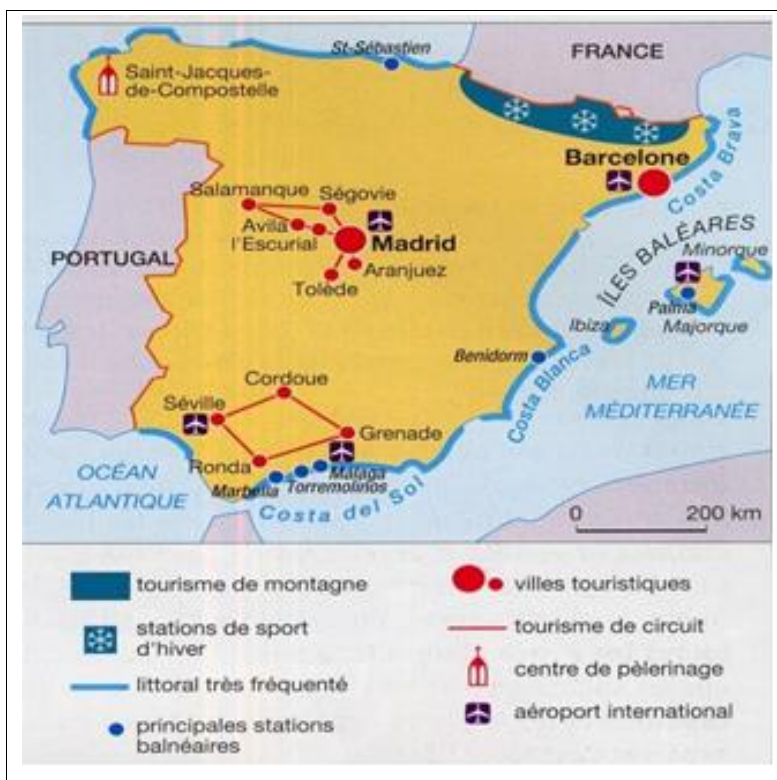 St-Sébastien
FRANCE
Saint-Jacques-
de-Compostelle
Barcelone
Costa Brava
Salamanque
Ségovie
Avila
l'Escurial
Madrid
PORTUGAL
Aranjuez
Tolède
ÎLES BALÉARES
Minorque
Palma
Majorque
Ibiza
Benidorm
Costa Blanca
MER
MÉDITERRANÉE
Cordoue
Séville
Grenade
Ronda
Malaga
Torremolinos
Marbella
Costa del Sol
OCÉAN
ATLANTIQUE
0 200 km
tourisme de montagne
stations de sport
d'hiver
littoral très fréquenté
principales stations
balnéaires
villes touristiques
tourisme de circuit
centre de pèlerinage
aéroport international